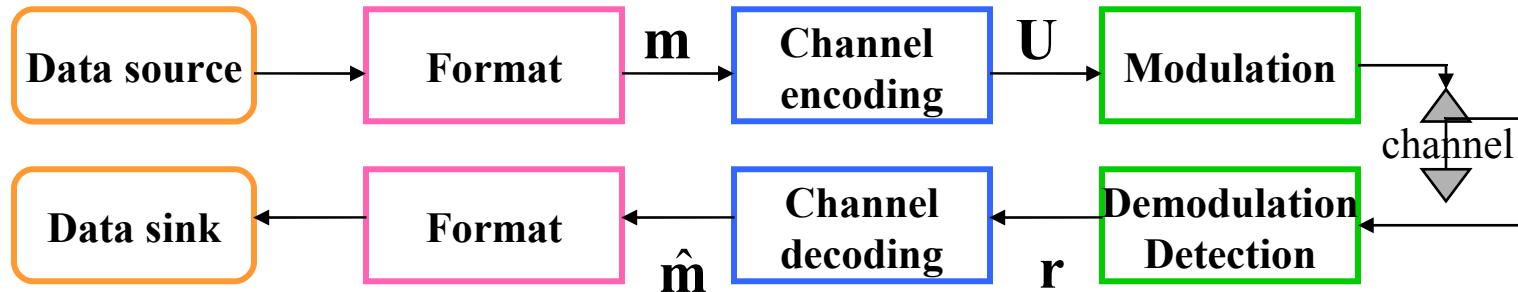 Data source
Format
m
Channel
encoding
U
Modulation
channel
Data sink
Format
m̂
Channel
decoding
r
Demodulation
Detection